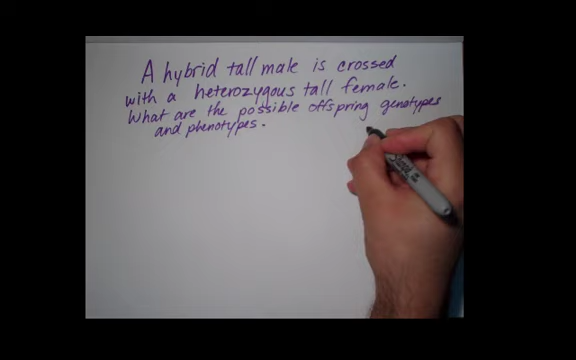 A hybrid tall male is crossed
with a heterozygous tall female.
What are the possible offspring genotypes
and phenotypes.